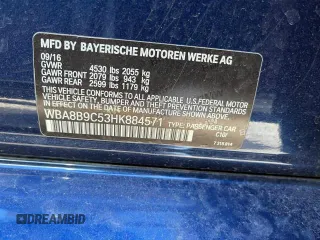 MFD BY BAYERISCHE MOTOREN WERKE AG
09/16
GVWR 4530 lbs 2055 kg
GAWR FRONT 2079 lbs 943 kg
GAWR REAR 2599 lbs 1179 kg
THIS VEHICLE CONFORMS TO ALL APPLICABLE U.S. FEDERAL MOTOR
VEHICLE SAFETY, BUMPER, AND THEFT PREVENTION STANDARDS
IN EFFECT ON THE DATE OF MANUFACTURE SHOWN ABOVE.
WBA8B9C53HK884571 TYPE: PASSENGER CAR
© DREAMBID